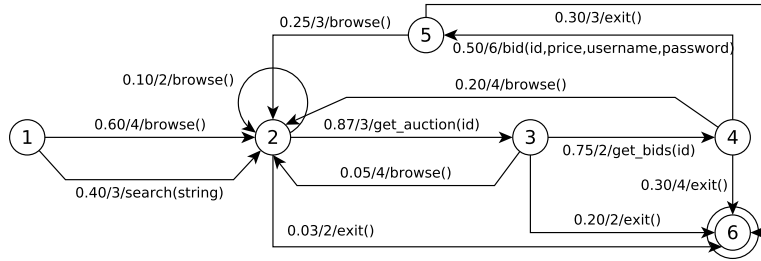 0.30/3/exit()
0.25/3/browse()
5
0.50/6/bid(id,price,username,password)
0.10/2/browse()
0.20/4/browse()
0.60/4/browse()
0.87/3/get_auction(id)
1
2
3
4
0.75/2/get_bids(id)
0.05/4/browse()
0.40/3/search(string)
0.30/4/exit()
0.20/2/exit()
0.03/2/exit()
6